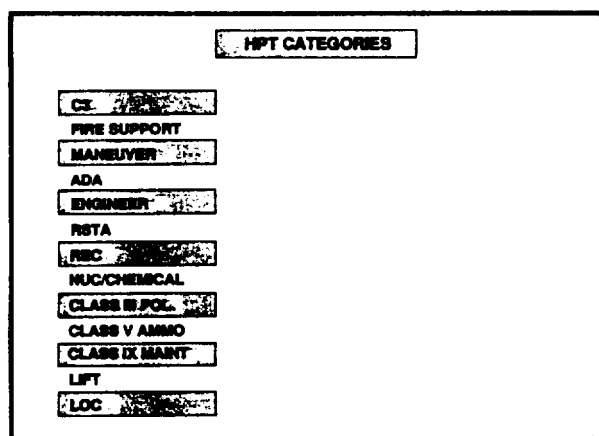 HPT CATEGORIES
C3
FIRE SUPPORT
MANEUVER
ADA
ENGINEER
RSTA
REC
NUC/CHEMICAL
CLASS III POL
CLASS V AMMO
CLASS IX MAINT
LIFT
LOC